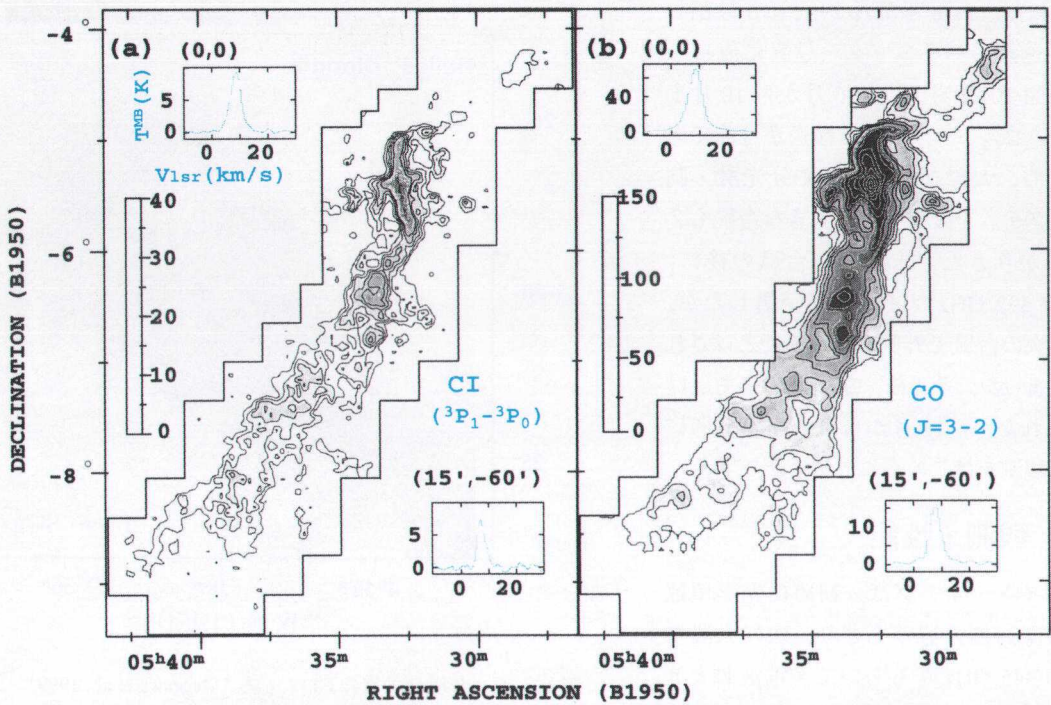 (a) (0,0)
T^MB(K)
5
0
0 20
Vlsr(km/s)
40
30
20
10
0
CI
(³P₁-³P₀)
(15',-60')
5
0
0 20
(b) (0,0)
40
0
0 20
150
100
50
0
CO
(J=3-2)
(15',-60')
10
0
0 20
-4°
-6°
-8°
DECLINATION (B1950)
05ʰ40ᵐ 35ᵐ 30ᵐ
05ʰ40ᵐ 35ᵐ 30ᵐ
RIGHT ASCENSION (B1950)